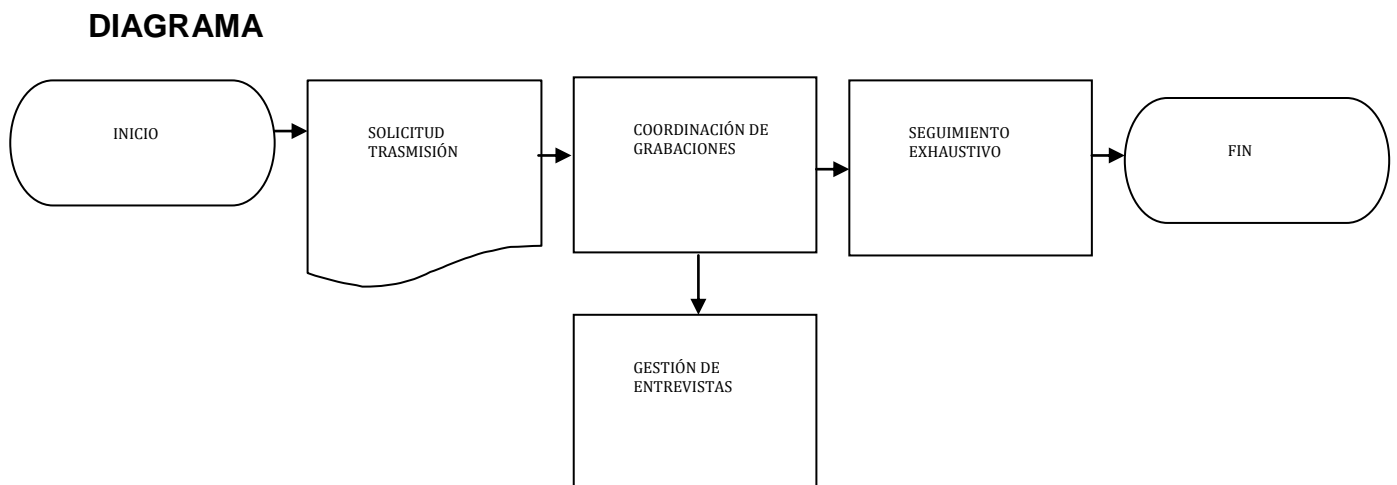 DIAGRAMA
INICIO
SOLICITUD
TRASMISIÓN
COORDINACIÓN DE
GRABACIONES
SEGUIMIENTO
EXHAUSTIVO
FIN
GESTIÓN DE
ENTREVISTAS